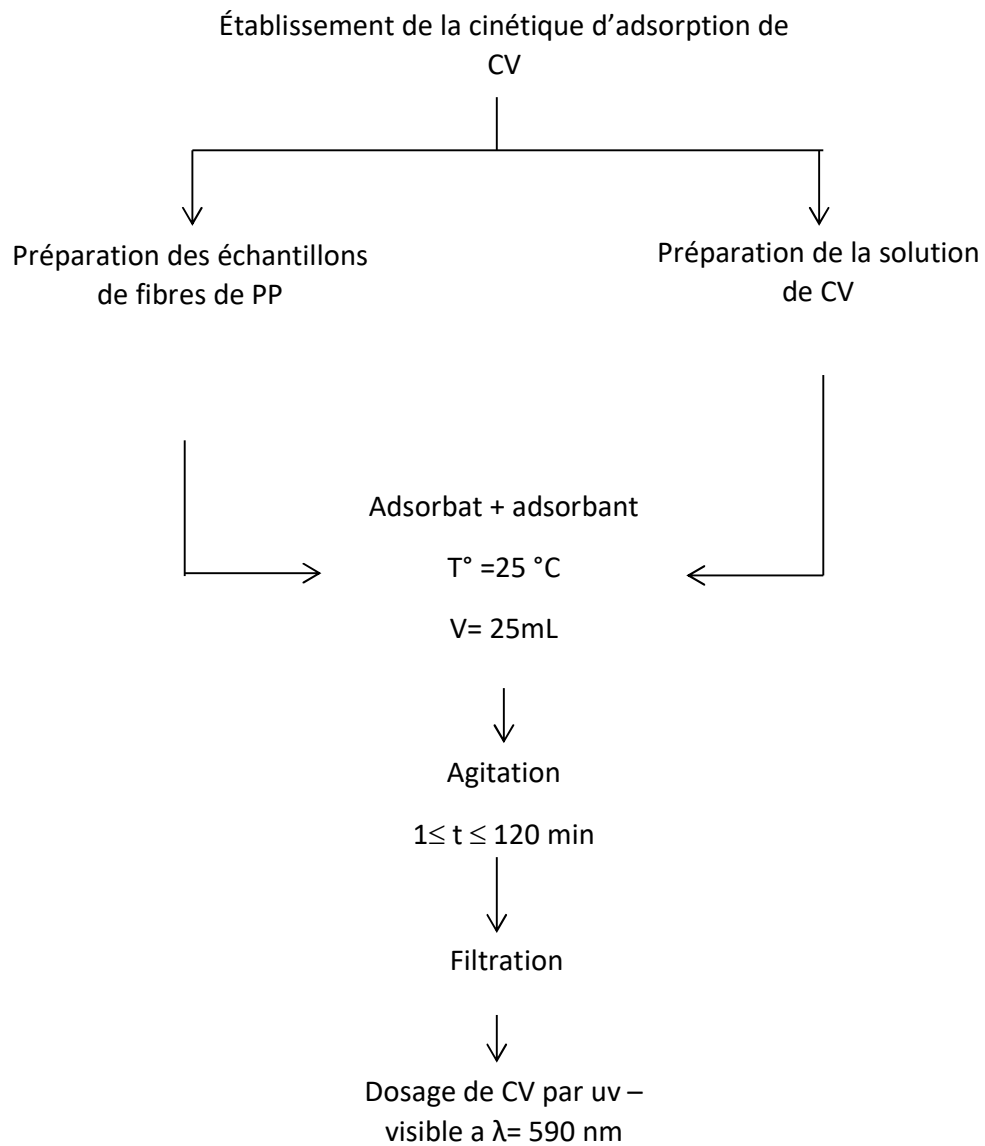 Établissement de la cinétique d’adsorption de
CV
Préparation des échantillons
de fibres de PP
Préparation de la solution
de CV
Adsorbat + adsorbant
T° =25 °C
V= 25mL
Agitation
1≤ t ≤ 120 min
Filtration
Dosage de CV par uv –
visible a λ= 590 nm